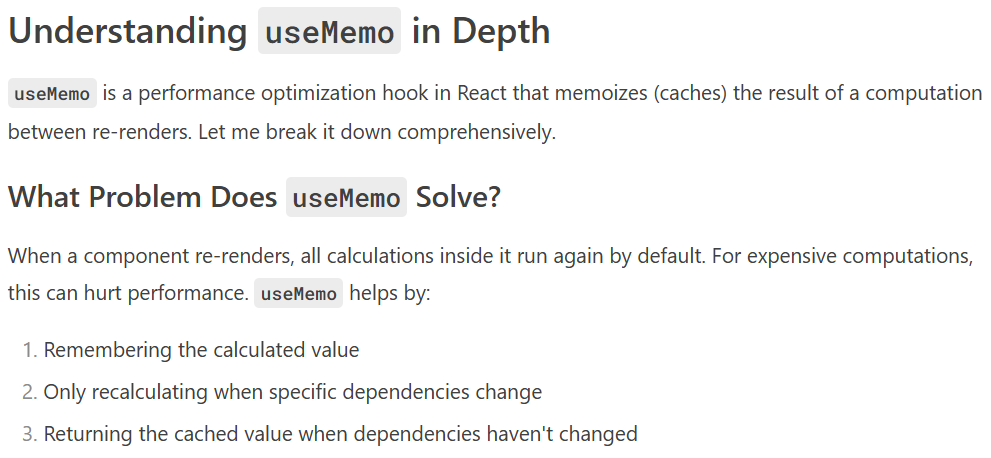 Understanding useMemo in Depth
useMemo is a performance optimization hook in React that memoizes (caches) the result of a computation
between re-renders. Let me break it down comprehensively.
What Problem Does useMemo Solve?
When a component re-renders, all calculations inside it run again by default. For expensive computations,
this can hurt performance. useMemo helps by:
1. Remembering the calculated value
2. Only recalculating when specific dependencies change
3. Returning the cached value when dependencies haven't changed